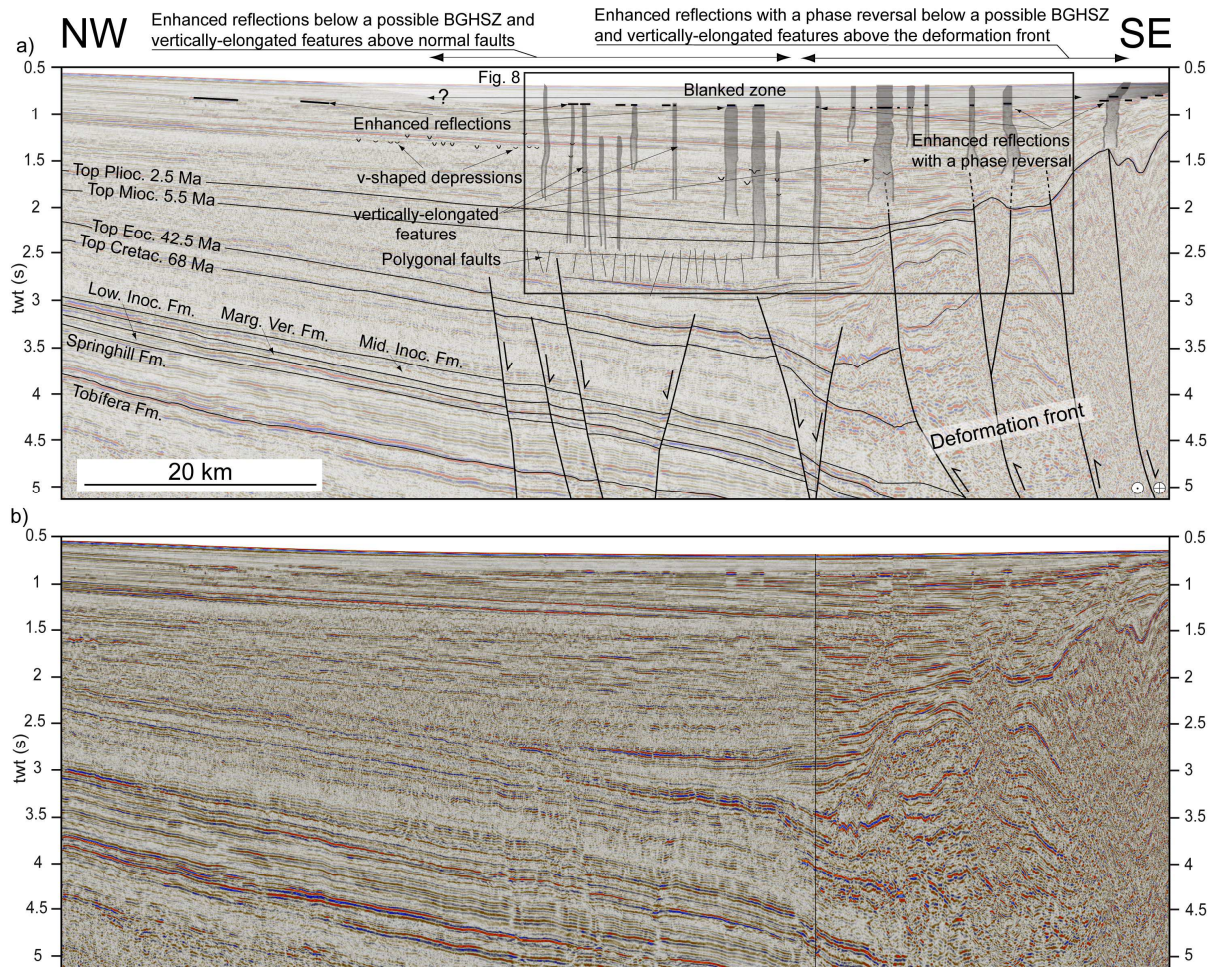 a)
NW
Enhanced reflections below a possible BGHSZ and
vertically-elongated features above normal faults
Enhanced reflections with a phase reversal below a possible BGHSZ
and vertically-elongated features above the deformation front
SE
0.5
1
1.5
2
2.5
3
3.5
4
4.5
5
twt (s)
Fig. 8
Blanked zone
?
Enhanced reflections
Enhanced reflections
with a phase reversal
v-shaped depressions
Top Plioc. 2.5 Ma
Top Mioc. 5.5 Ma
vertically-elongated
features
Top Eoc. 42.5 Ma
Top Cretac. 68 Ma
Polygonal faults
Low. Inoc. Fm.
Marg. Ver. Fm.
Mid. Inoc. Fm.
Springhill Fm.
Tobífera Fm.
Deformation front
20 km
0.5
1
1.5
2
2.5
3
3.5
4
4.5
5
b)
0.5
1
1.5
2
2.5
3
3.5
4
4.5
5
twt (s)
0.5
1
1.5
2
2.5
3
3.5
4
4.5
5